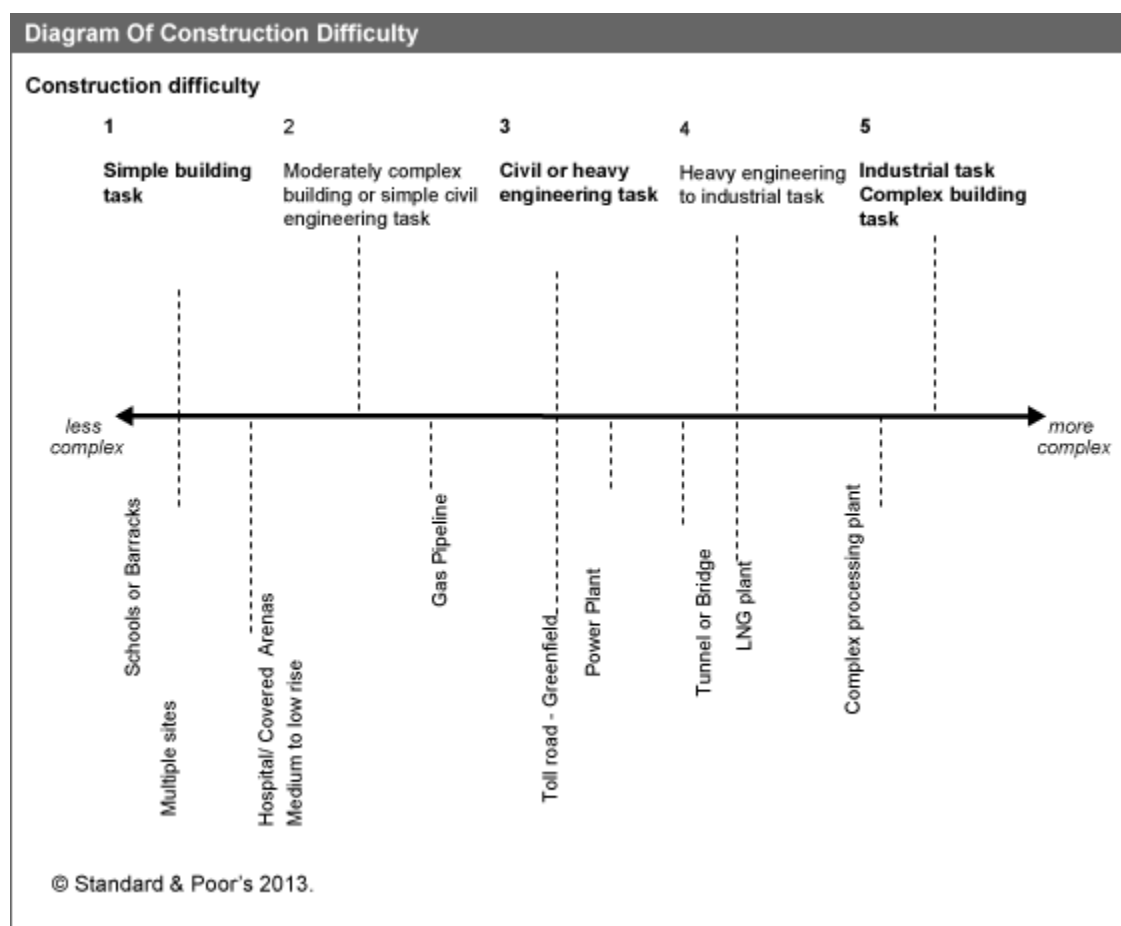 Diagram Of Construction Difficulty
Construction difficulty
1
Simple building
task
2
Moderately complex
building or simple civil
engineering task
3
Civil or heavy
engineering task
4
Heavy engineering
to industrial task
5
Industrial task
Complex building
task
less
complex
more
complex
Schools or Barracks
Multiple sites
Hospital/ Covered Arenas
Medium to low rise
Gas Pipeline
Toll road - Greenfield
Power Plant
Tunnel or Bridge
LNG plant
Complex processing plant
© Standard & Poor's 2013.